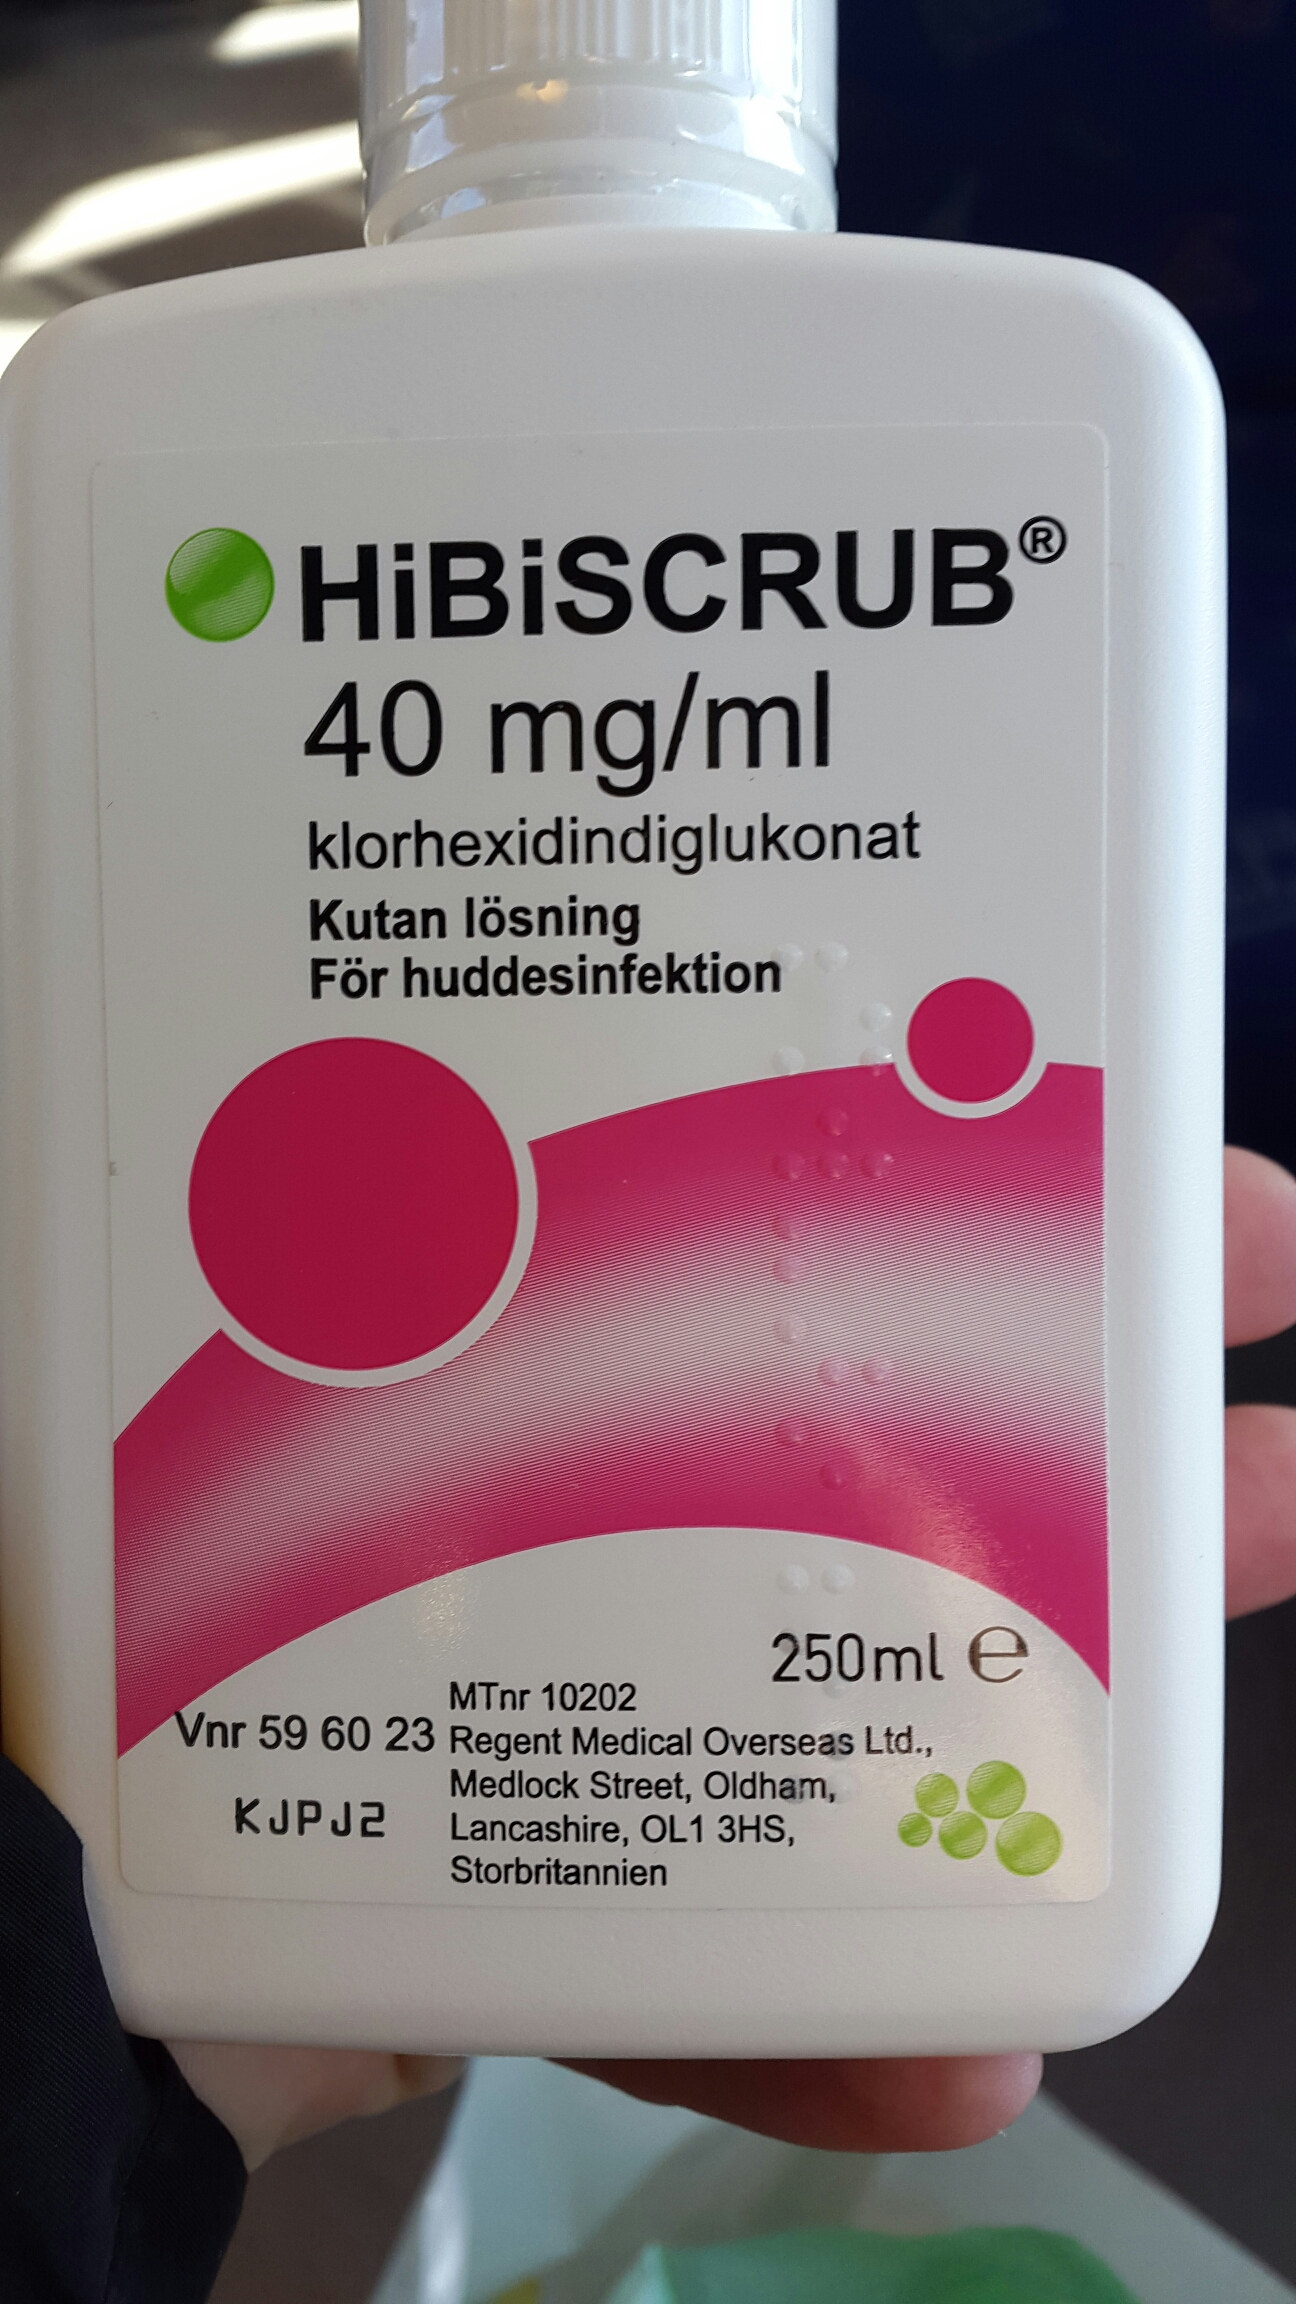 HiBiSCRUB®
40 mg/ml
klorhexidindiglukonat
Kutan lösning
För huddesinfektion
250ml ℮
Vnr 59 60 23
KJPJ2
MTnr 10202
Regent Medical Overseas Ltd.,
Medlock Street, Oldham,
Lancashire, OL1 3HS,
Storbritannien